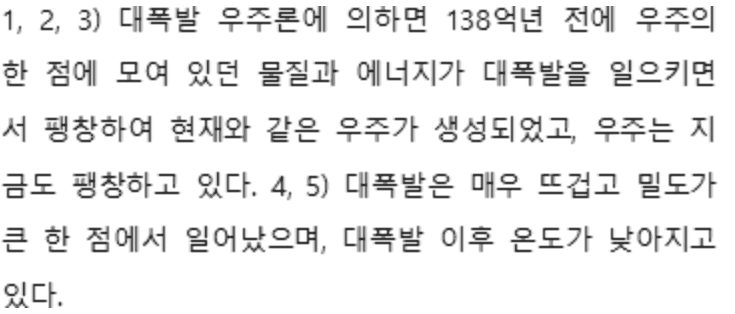 1, 2, 3) 대폭발 우주론에 의하면 138억년 전에 우주의
한 점에 모여 있던 물질과 에너지가 대폭발을 일으키면
서 팽창하여 현재와 같은 우주가 생성되었고, 우주는 지
금도 팽창하고 있다. 4, 5) 대폭발은 매우 뜨겁고 밀도가
큰 한 점에서 일어났으며, 대폭발 이후 온도가 낮아지고
있다.